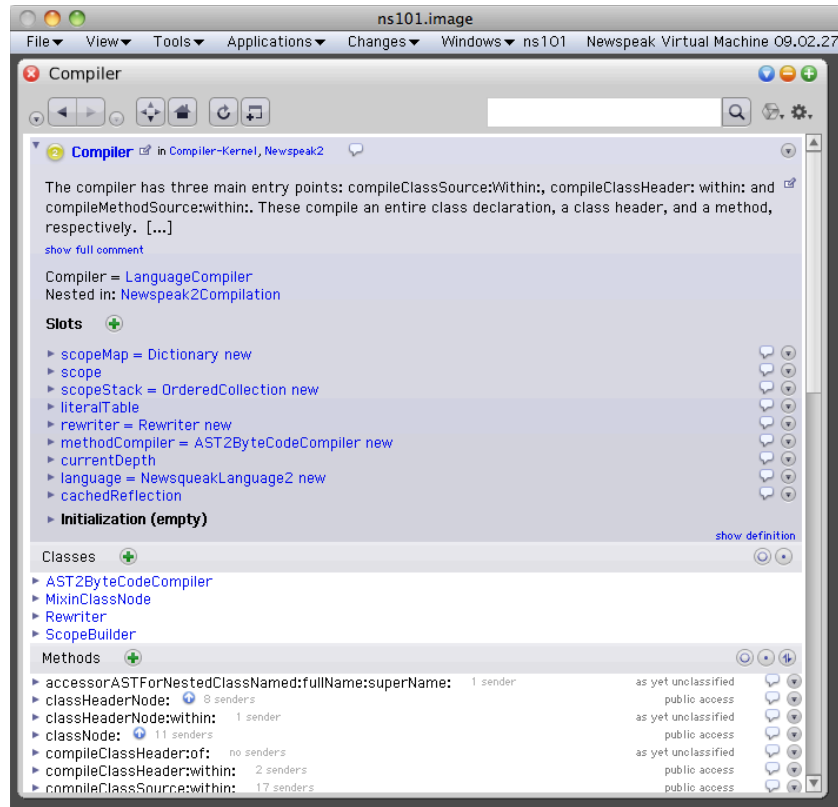 ns101.image
File View Tools Applications Changes Windows ns101 Newspeak Virtual Machine 09.02.27
Compiler
2 Compiler in Compiler-Kernel, Newspeak2
The compiler has three main entry points: compileClassSource:Within:, compileClassHeader: within: and
compileMethodSource:within:. These compile an entire class declaration, a class header, and a method,
respectively. [...]
show full comment
Compiler = LanguageCompiler
Nested in: Newspeak2Compilation
Slots
scopeMap = Dictionary new
scope
scopeStack = OrderedCollection new
literalTable
rewriter = Rewriter new
methodCompiler = AST2ByteCodeCompiler new
currentDepth
language = NewsqueakLanguage2 new
cachedReflection
Initialization (empty)
show definition
Classes
AST2ByteCodeCompiler
MixinClassNode
Rewriter
ScopeBuilder
Methods
accessorASTForNestedClassNamed:fullName:superName: 1 sender as yet unclassified
classHeaderNode: 8 senders public access
classHeaderNode:within: 1 sender as yet unclassified
classNode: 11 senders public access
compileClassHeader:of: no senders as yet unclassified
compileClassHeader:within: 2 senders public access
compileClassSource:within: 17 senders public access